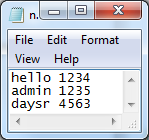 n...
File Edit Format
View Help
hello 1234
admin 1235
daysr 4563